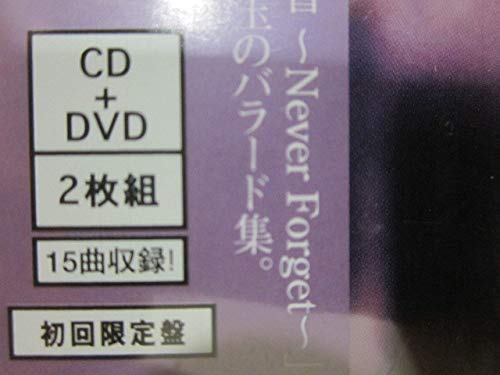 CD
+
DVD
2枚組
15曲収録!
初回限定盤
～Never Forget～」
玉のバラード集。